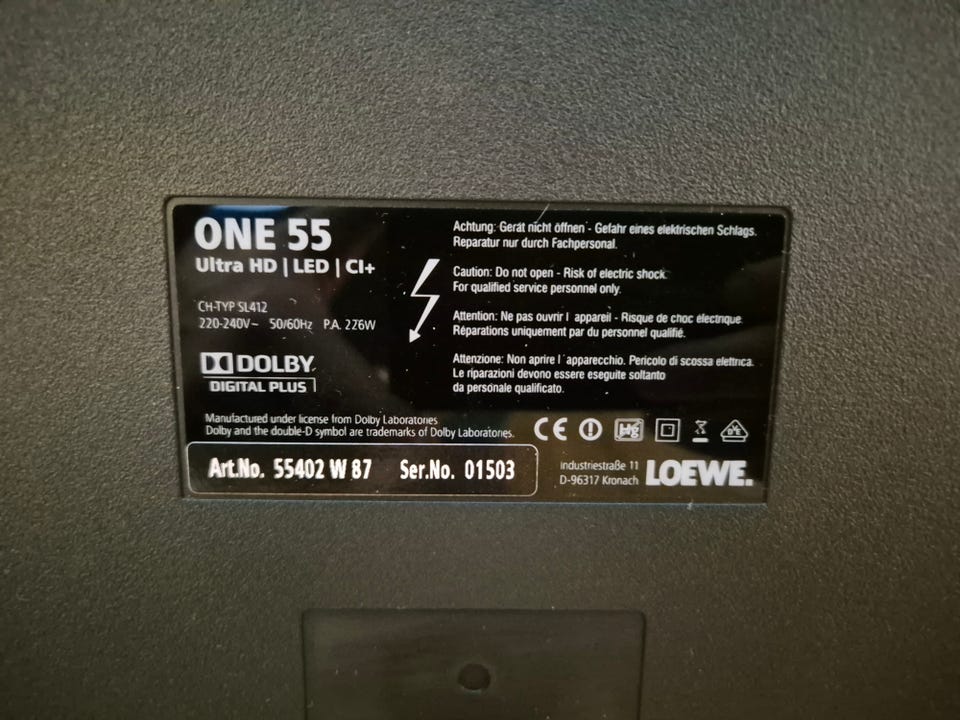 ONE 55
Ultra HD | LED | CI+
CH-TYP SL412
220-240V~ 50/60Hz P.A. 276W
DOLBY
DIGITAL PLUS
Achtung: Gerät nicht öffnen - Gefahr eines elektrischen Schlags.
Reparatur nur durch Fachpersonal.
Caution: Do not open - Risk of electric shock.
For qualified service personnel only.
Attention: Ne pas ouvrir l´appareil - Risque de choc électrique.
Réparations uniquement par du personnel qualifié.
Attenzione: Non aprire l´apparecchio. Pericolo di scossa elettrica.
Le riparazioni devono essere eseguite soltanto
da personale qualificato.
Manufactured under license from Dolby Laboratories.
Dolby and the double-D symbol are trademarks of Dolby Laboratories.
CE Hg
Art.No. 55402 W 87 Ser.No. 01503
Industriestraße 11
D-96317 Kronach
LOEWE.